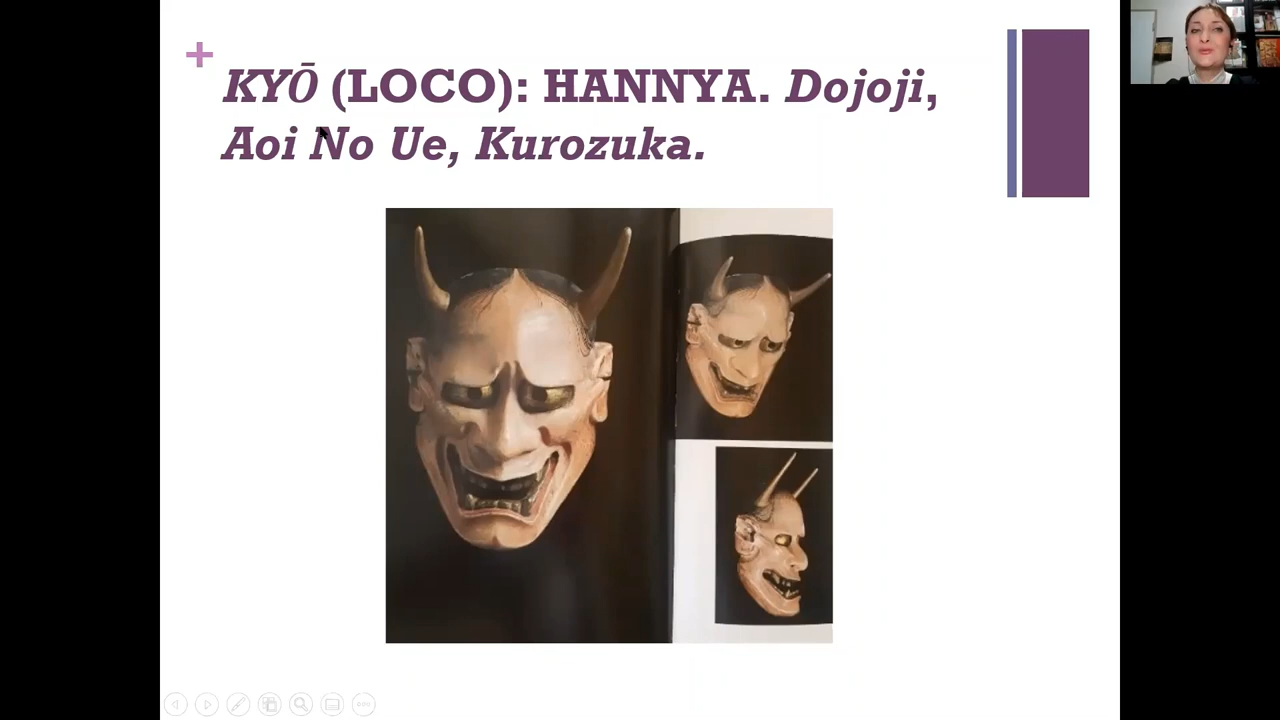 KYŌ (LOCO): HANNYA. Dojoji,
Aoi No Ue, Kurozuka.